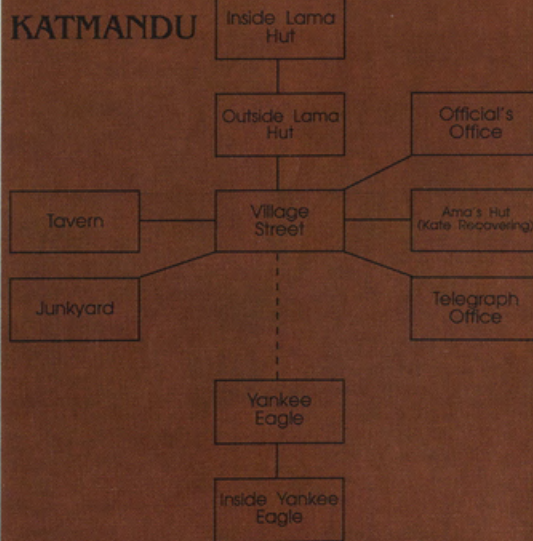 KATMANDU
Inside Lama
Hut
Outside Lama
Hut
Official's
Office
Tavern
Village
Street
Ama's Hut
(Kate Recovering)
Junkyard
Telegraph
Office
Yankee
Eagle
Inside Yankee
Eagle